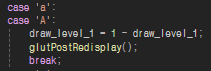 case 'a':
case 'A':
draw_level_1 = 1 - draw_level_1;
glutPostRedisplay();
break;